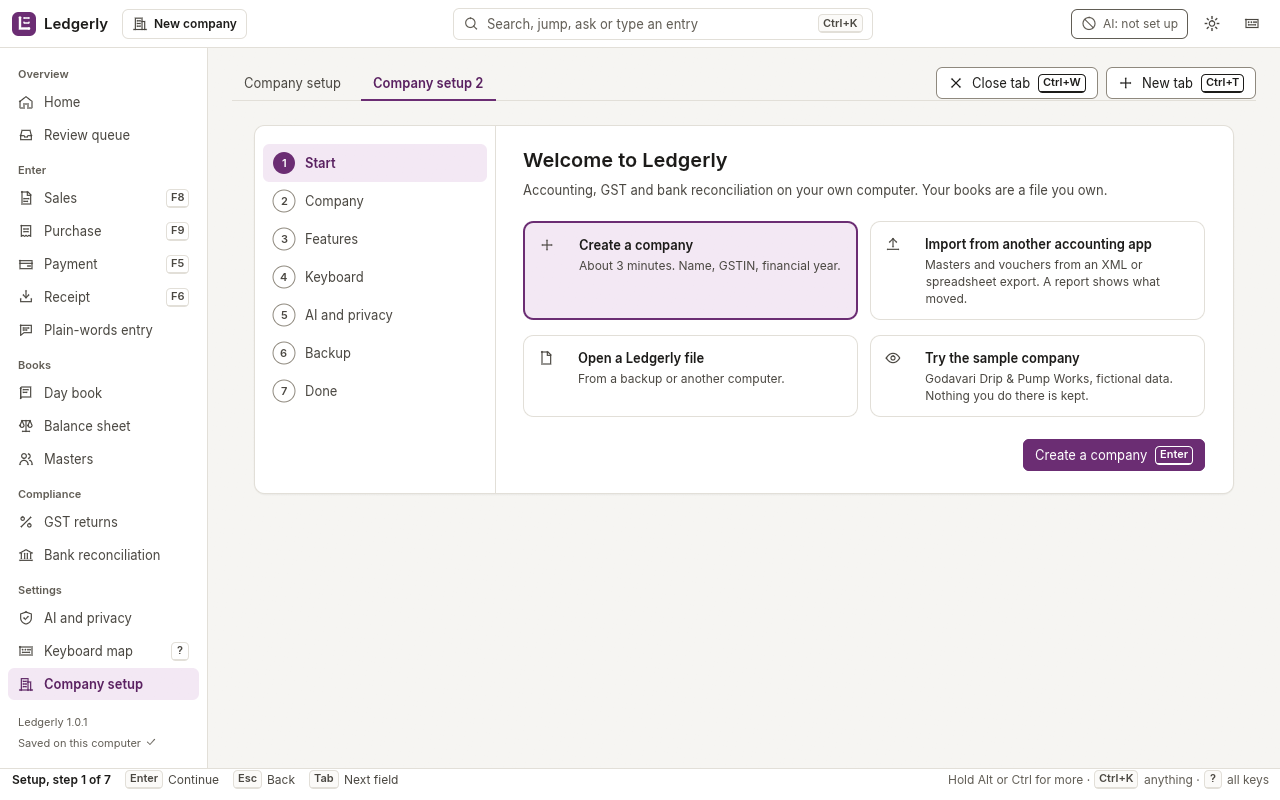 Ledgerly
New company
Search, jump, ask or type an entry
Ctrl+K
AI: not set up
Overview
Home
Review queue
Enter
Sales F8
Purchase F9
Payment F5
Receipt F6
Plain-words entry
Books
Day book
Balance sheet
Masters
Compliance
GST returns
Bank reconciliation
Settings
AI and privacy
Keyboard map ?
Company setup
Ledgerly 1.0.1
Saved on this computer
Company setup
Company setup 2
Close tab Ctrl+W
New tab Ctrl+T
1 Start
2 Company
3 Features
4 Keyboard
5 AI and privacy
6 Backup
7 Done
Welcome to Ledgerly
Accounting, GST and bank reconciliation on your own computer. Your books are a file you own.
Create a company
About 3 minutes. Name, GSTIN, financial year.
Import from another accounting app
Masters and vouchers from an XML or
spreadsheet export. A report shows what
moved.
Open a Ledgerly file
From a backup or another computer.
Try the sample company
Godavari Drip & Pump Works, fictional data.
Nothing you do there is kept.
Create a company Enter
Setup, step 1 of 7 Enter Continue Esc Back Tab Next field
Hold Alt or Ctrl for more · Ctrl+K anything · ? all keys